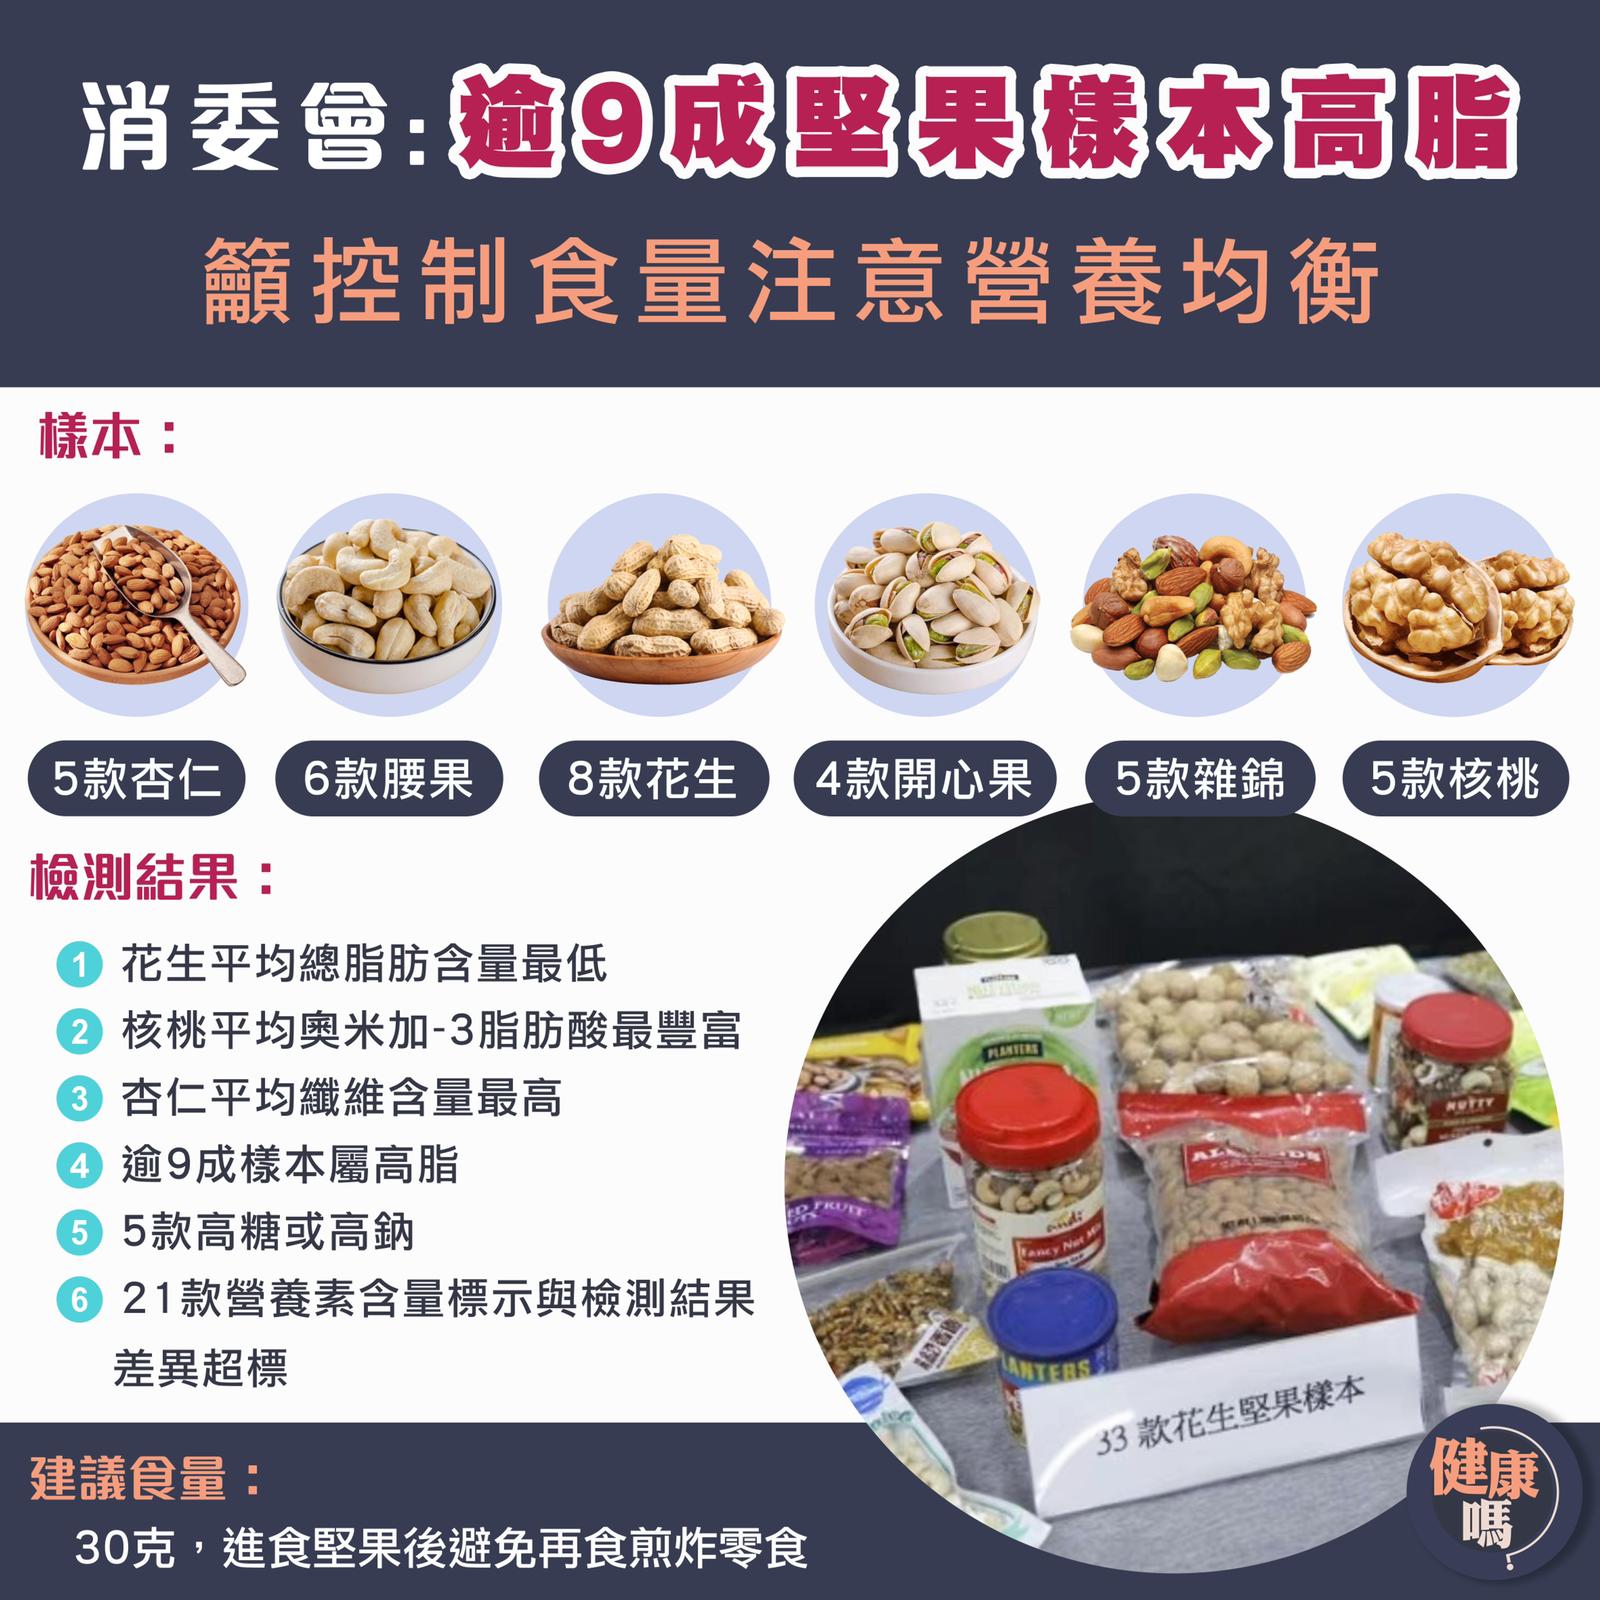 消委會:逾9成堅果樣本高脂
籲控制食量注意營養均衡
樣本：
5款杏仁
6款腰果
8款花生
4款開心果
5款雜錦
5款核桃
檢測結果：
1 花生平均總脂肪含量最低
2 核桃平均奧米加-3脂肪酸最豐富
3 杏仁平均纖維含量最高
4 逾9成樣本屬高脂
5 5款高糖或高鈉
6 21款營養素含量標示與檢測結果
差異超標
PLANTERS
NUTTY
ALMONDS
Fancy Nut Mix
ED FRUIT
LANTERS
33 款花生堅果樣本
建議食量：
30克，進食堅果後避免再食煎炸零食
健康
嗎?